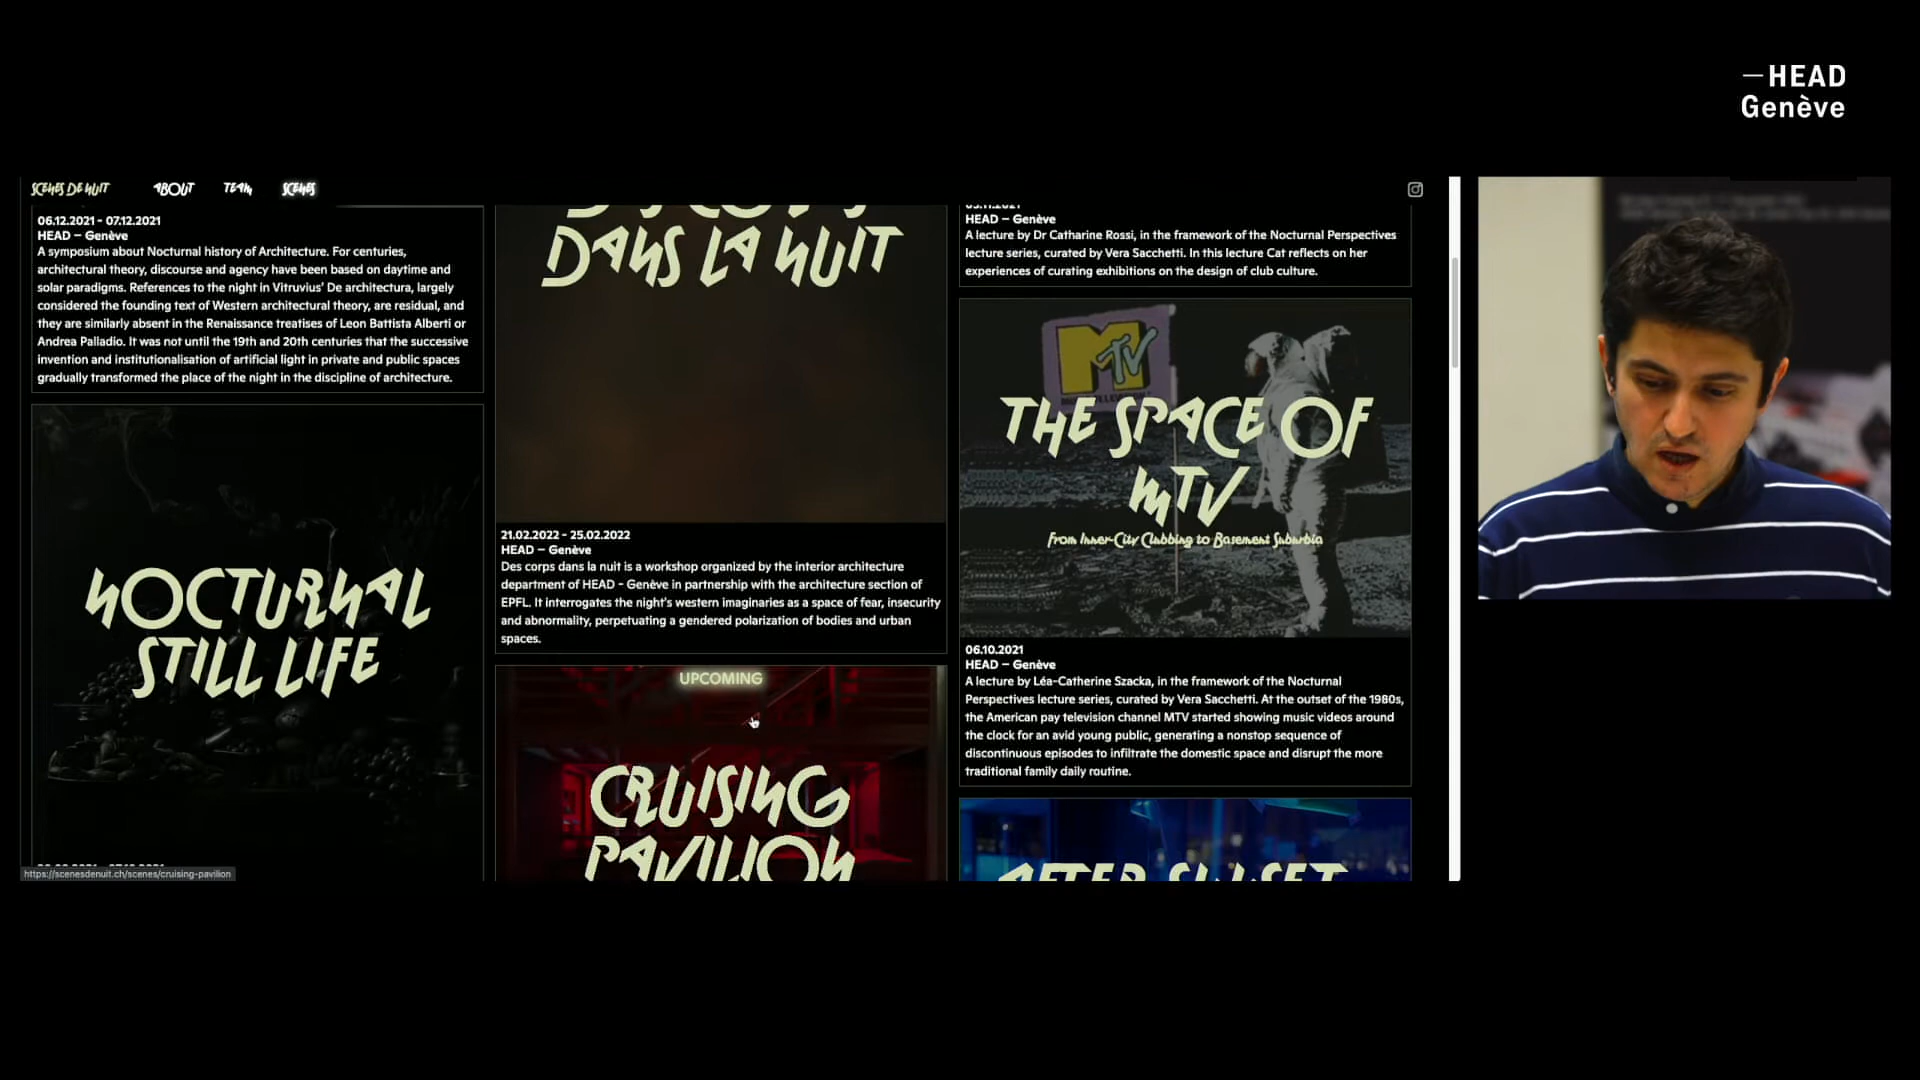 —HEAD
Genève
SCENES DE NUIT
ABOUT
TEAM
SCENES
06.12.2021 - 07.12.2021
HEAD – Genève
A symposium about Nocturnal history of Architecture. For centuries,
architectural theory, discourse and agency have been based on daytime and
solar paradigms. References to the night in Vitruvius' De architectura, largely
considered the founding text of Western architectural theory, are residual, and
they are similarly absent in the Renaissance treatises of Leon Battista Alberti or
Andrea Palladio. It was not until the 19th and 20th centuries that the successive
invention and institutionalisation of artificial light in private and public spaces
gradually transformed the place of the night in the discipline of architecture.
NOCTURNAL
STILL LIFE
https://scenesdenuit.ch/scenes/cruising-pavilion
DES CORPS
DANS LA NUIT
21.02.2022 - 25.02.2022
HEAD – Genève
Des corps dans la nuit is a workshop organized by the interior architecture
department of HEAD - Genève in partnership with the architecture section of
EPFL. It interrogates the night's western imaginaries as a space of fear, insecurity
and abnormality, perpetuating a gendered polarization of bodies and urban
spaces.
UPCOMING
CRUISING
PAVILION
HEAD – Genève
A lecture by Dr Catharine Rossi, in the framework of the Nocturnal Perspectives
lecture series, curated by Vera Sacchetti. In this lecture Cat reflects on her
experiences of curating exhibitions on the design of club culture.
MTV
THE SPACE OF
MTV
From Inner-City Clubbing to Basement Suburbia
06.10.2021
HEAD – Genève
A lecture by Léa-Catherine Szacka, in the framework of the Nocturnal
Perspectives lecture series, curated by Vera Sacchetti. At the outset of the 1980s,
the American pay television channel MTV started showing music videos around
the clock for an avid young public, generating a nonstop sequence of
discontinuous episodes to infiltrate the domestic space and disrupt the more
traditional family daily routine.
AFTER SUNSET